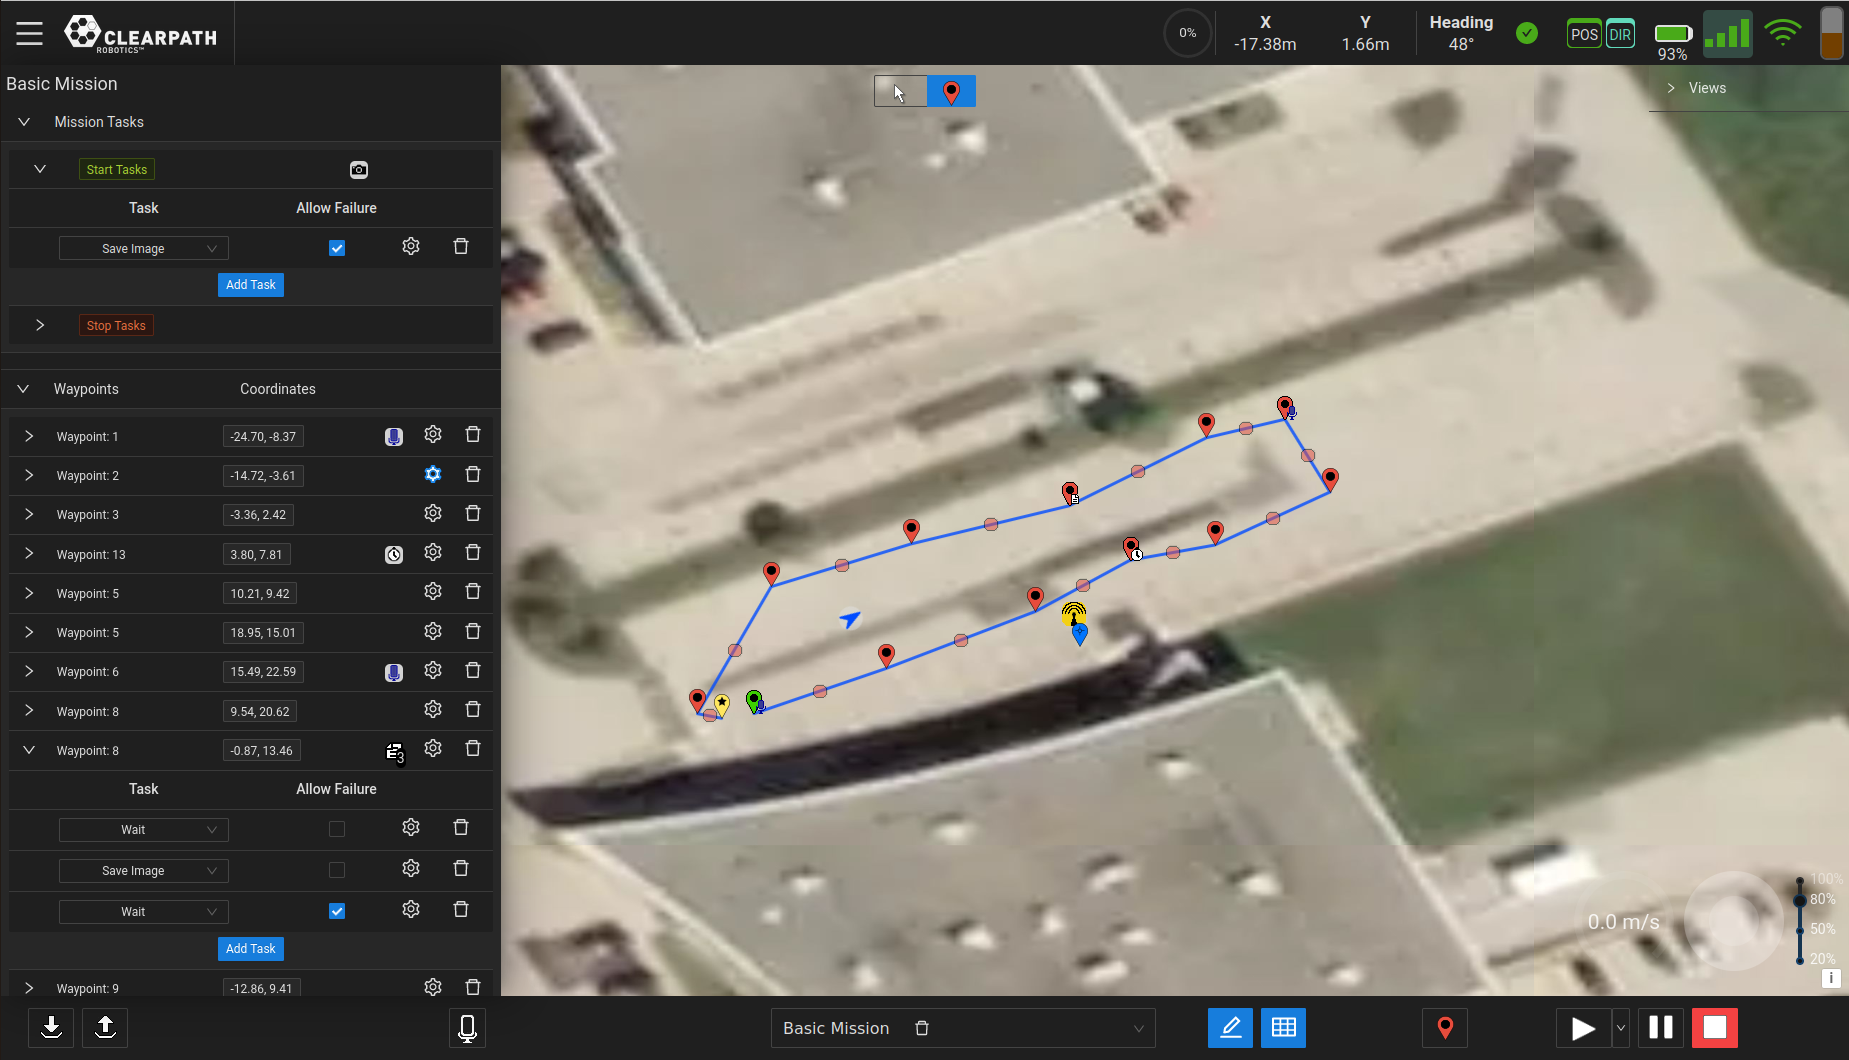 CLEARPATH
ROBOTICS™
0%
X
-17.38m
Y
1.66m
Heading
48°
POS
DIR
93%
Basic Mission
Mission Tasks
Start Tasks
Task
Allow Failure
Save Image
Add Task
Stop Tasks
Waypoints
Coordinates
Waypoint: 1
-24.70, -8.37
Waypoint: 2
-14.72, -3.61
Waypoint: 3
-3.36, 2.42
Waypoint: 13
3.80, 7.81
Waypoint: 5
10.21, 9.42
Waypoint: 5
18.95, 15.01
Waypoint: 6
15.49, 22.59
Waypoint: 8
9.54, 20.62
Waypoint: 8
-0.87, 13.46
3
Task
Allow Failure
Wait
Save Image
Wait
Add Task
Waypoint: 9
-12.86, 9.41
Views
0.0 m/s
100%
80%
50%
20%
i
Basic Mission